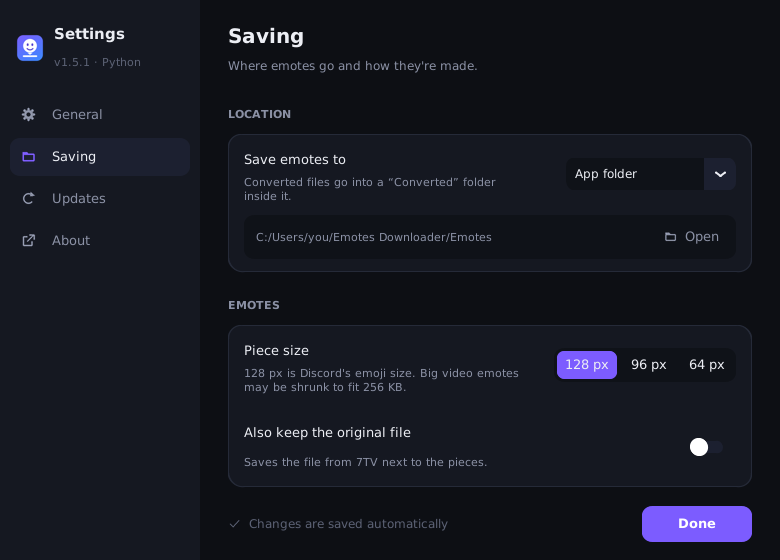 Settings
v1.5.1 · Python
General
Saving
Updates
About
Saving
Where emotes go and how they're made.
LOCATION
Save emotes to
Converted files go into a “Converted” folder
inside it.
App folder
C:/Users/you/Emotes Downloader/Emotes
Open
EMOTES
Piece size
128 px is Discord's emoji size. Big video emotes
may be shrunk to fit 256 KB.
128 px 96 px 64 px
Also keep the original file
Saves the file from 7TV next to the pieces.
Changes are saved automatically
Done